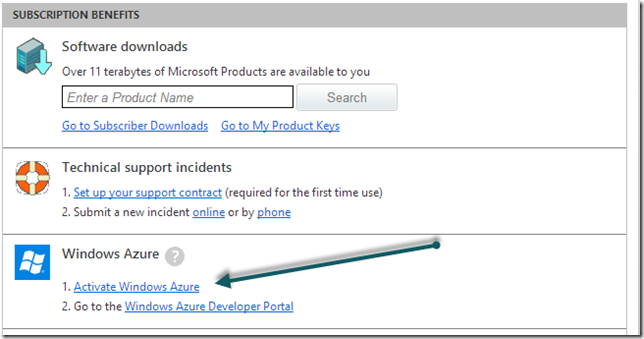 SUBSCRIPTION BENEFITS
Software downloads
Over 11 terabytes of Microsoft Products are available to you
Enter a Product Name
Search
Go to Subscriber Downloads Go to My Product Keys
Technical support incidents
1. Set up your support contract (required for the first time use)
2. Submit a new incident online or by phone
Windows Azure ?
1. Activate Windows Azure
2. Go to the Windows Azure Developer Portal